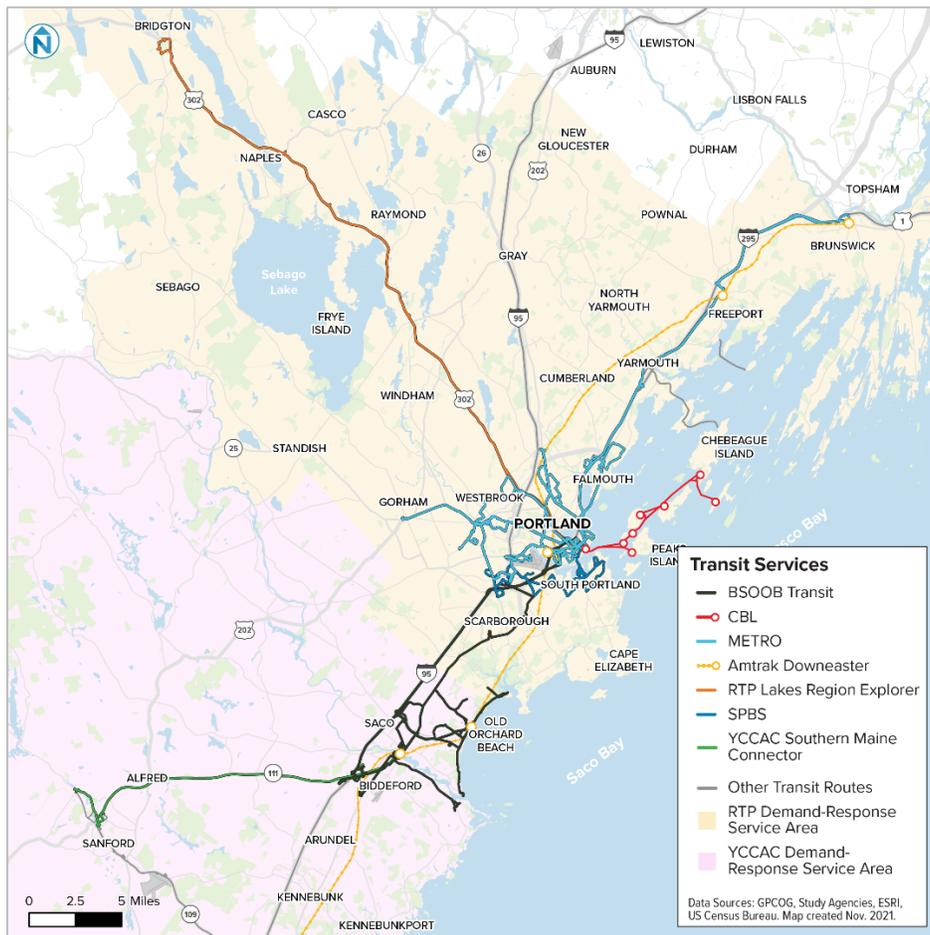 N
BRIDGTON
95
LEWISTON
AUBURN
302
LISBON FALLS
CASCO
NEW
GLOUCESTER
26
DURHAM
NAPLES
202
TOPSHAM
RAYMOND
POWNAL
1
295
BRUNSWICK
GRAY
Sebago
Lake
SEBAGO
NORTH
YARMOUTH
FRYE
ISLAND
95
FREEPORT
YARMOUTH
CUMBERLAND
WINDHAM
302
CHEBEAGUE
ISLAND
25
STANDISH
FALMOUTH
WESTBROOK
GORHAM
PORTLAND
sco Bay
PEAKS
ISLAN
SOUTH PORTLAND
SCARBOROUGH
202
CAPE
ELIZABETH
95
SACO
OLD
ORCHARD
BEACH
Saco Bay
ALFRED
111
BIDDEFORD
SANFORD
ARUNDEL
KENNEBUNK
109
KENNEBUNKPORT
0 2.5 5 Miles
Transit Services
BSOOB Transit
CBL
METRO
Amtrak Downeaster
RTP Lakes Region Explorer
SPBS
YCCAC Southern Maine
Connector
Other Transit Routes
RTP Demand-Response
Service Area
YCCAC Demand-
Response Service Area
Data Sources: GPCOG, Study Agencies, ESRI,
US Census Bureau. Map created Nov. 2021.